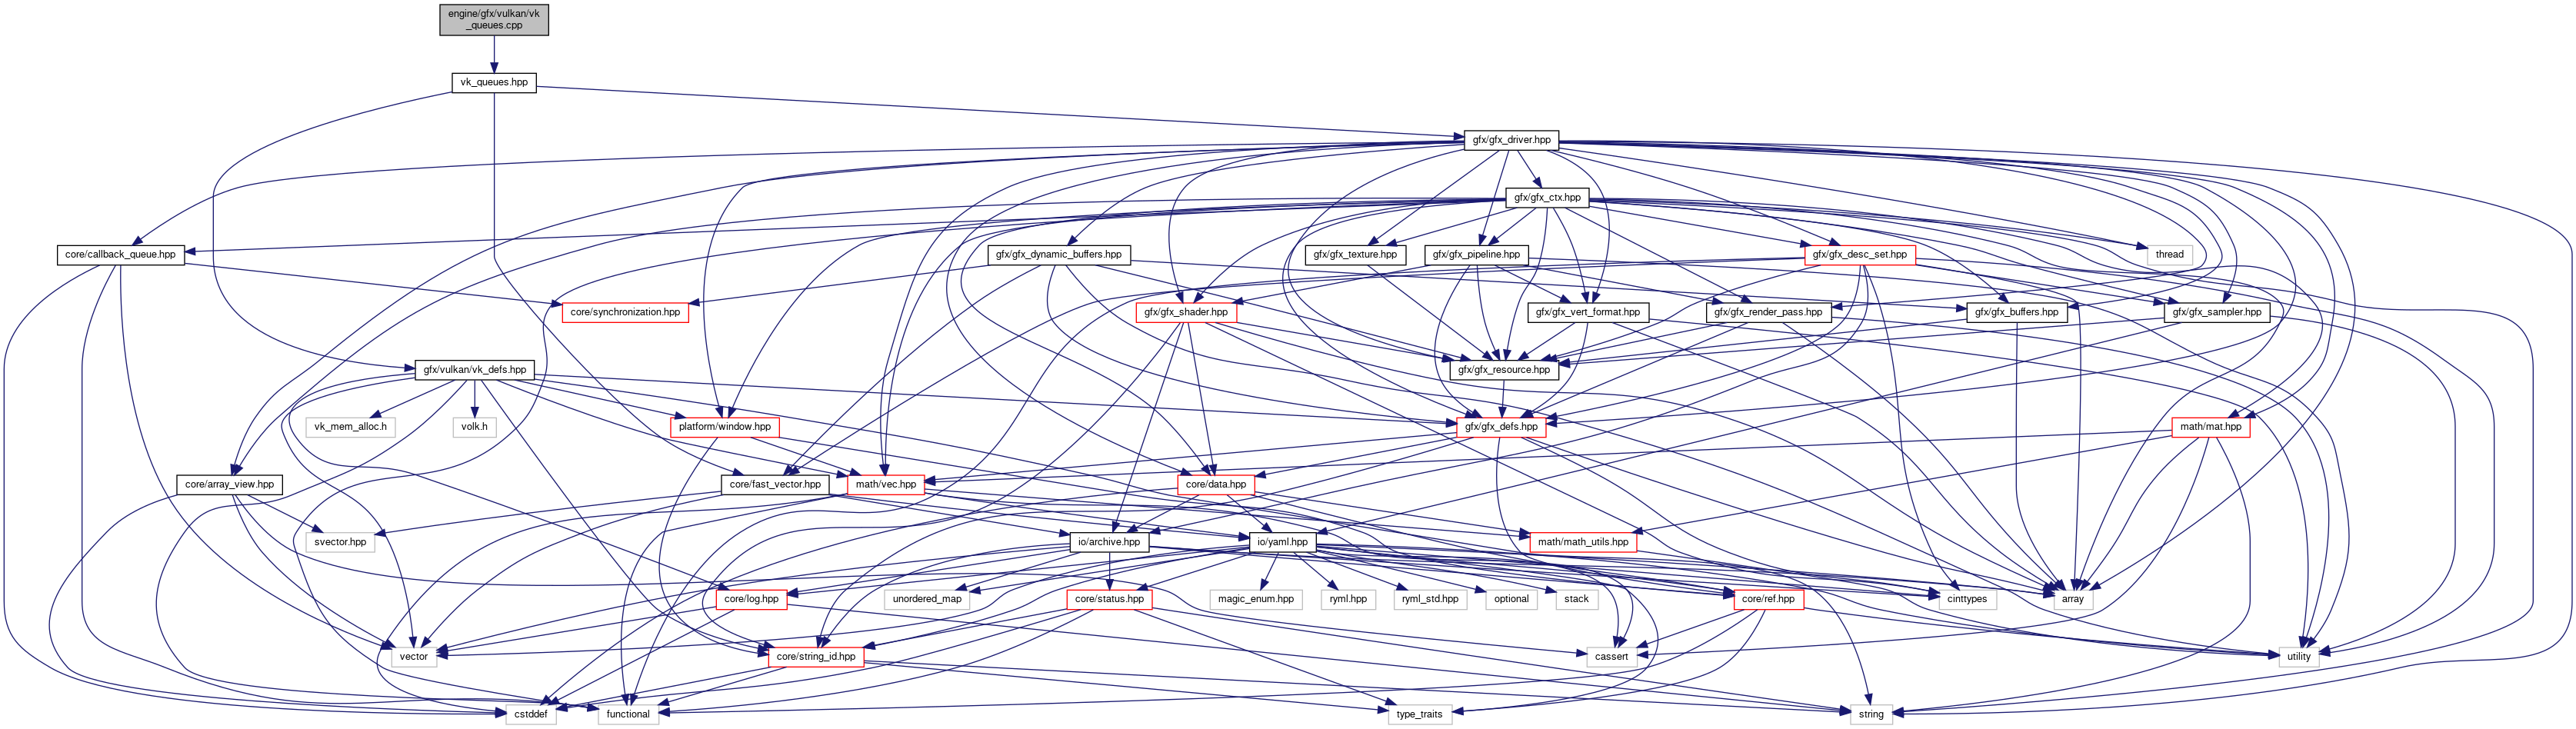 engine/gfx/vulkan/vk
_queues.cpp
vk_queues.hpp
gfx/gfx_driver.hpp
gfx/gfx_ctx.hpp
core/callback_queue.hpp
gfx/gfx_dynamic_buffers.hpp
gfx/gfx_texture.hpp
gfx/gfx_pipeline.hpp
gfx/gfx_desc_set.hpp
thread
core/synchronization.hpp
gfx/gfx_shader.hpp
gfx/gfx_vert_format.hpp
gfx/gfx_render_pass.hpp
gfx/gfx_buffers.hpp
gfx/gfx_sampler.hpp
gfx/vulkan/vk_defs.hpp
gfx/gfx_resource.hpp
vk_mem_alloc.h
volk.h
platform/window.hpp
gfx/gfx_defs.hpp
math/mat.hpp
core/array_view.hpp
core/fast_vector.hpp
math/vec.hpp
core/data.hpp
svector.hpp
io/archive.hpp
io/yaml.hpp
math/math_utils.hpp
core/log.hpp
unordered_map
core/status.hpp
magic_enum.hpp
ryml.hpp
ryml_std.hpp
optional
stack
core/ref.hpp
cinttypes
array
vector
core/string_id.hpp
cassert
utility
cstddef
functional
type_traits
string